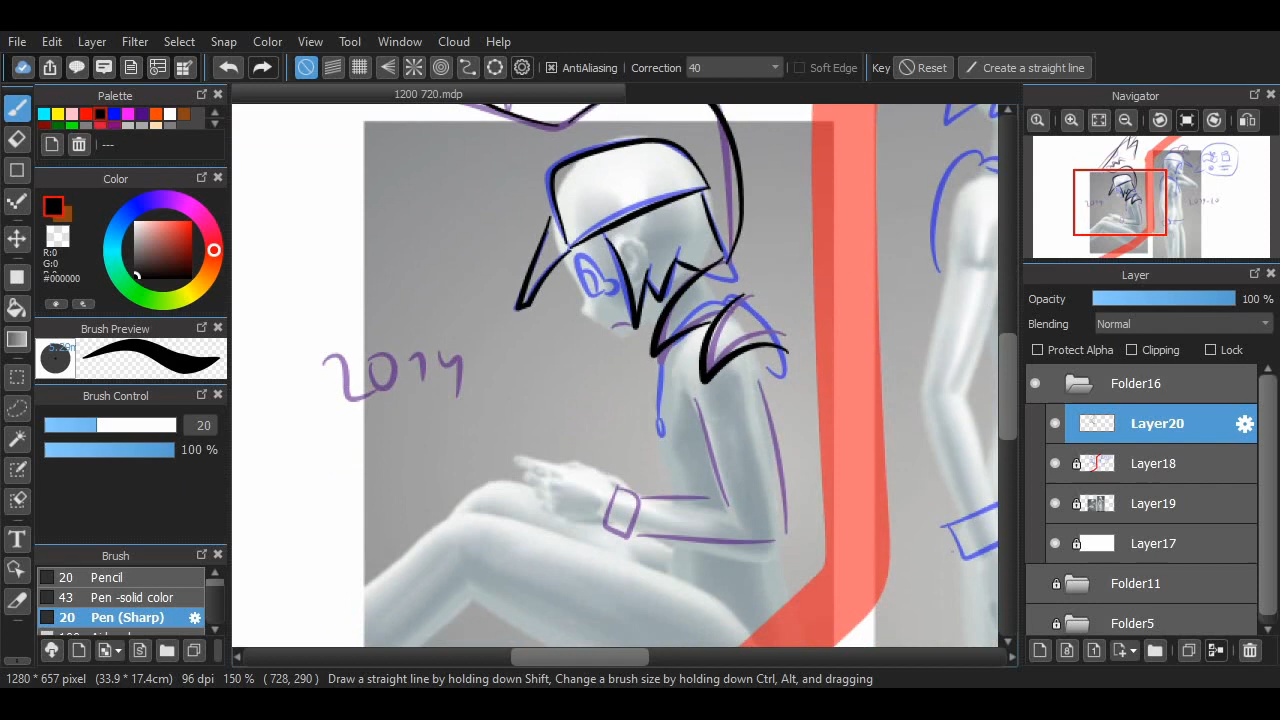 File Edit Layer Filter Select Snap Color View Tool Window Cloud Help
AntiAliasing Correction 40 Soft Edge Key Reset Create a straight line
Palette
1200 720.mdp
Navigator
---
Color
R:0
G:0
#000000
2019-20
2014
Layer
Opacity 100 %
Blending Normal
Protect Alpha Clipping Lock
Brush Preview
Brush Control
20
100 %
2014
Folder16
Layer20
Layer18
Layer19
Layer17
Folder11
Folder5
Brush
20 Pencil
43 Pen -solid color
20 Pen (Sharp)
1280 * 657 pixel (33.9 * 17.4cm) 96 dpi 150 % ( 728, 290 ) Draw a straight line by holding down Shift, Change a brush size by holding down Ctrl, Alt, and dragging